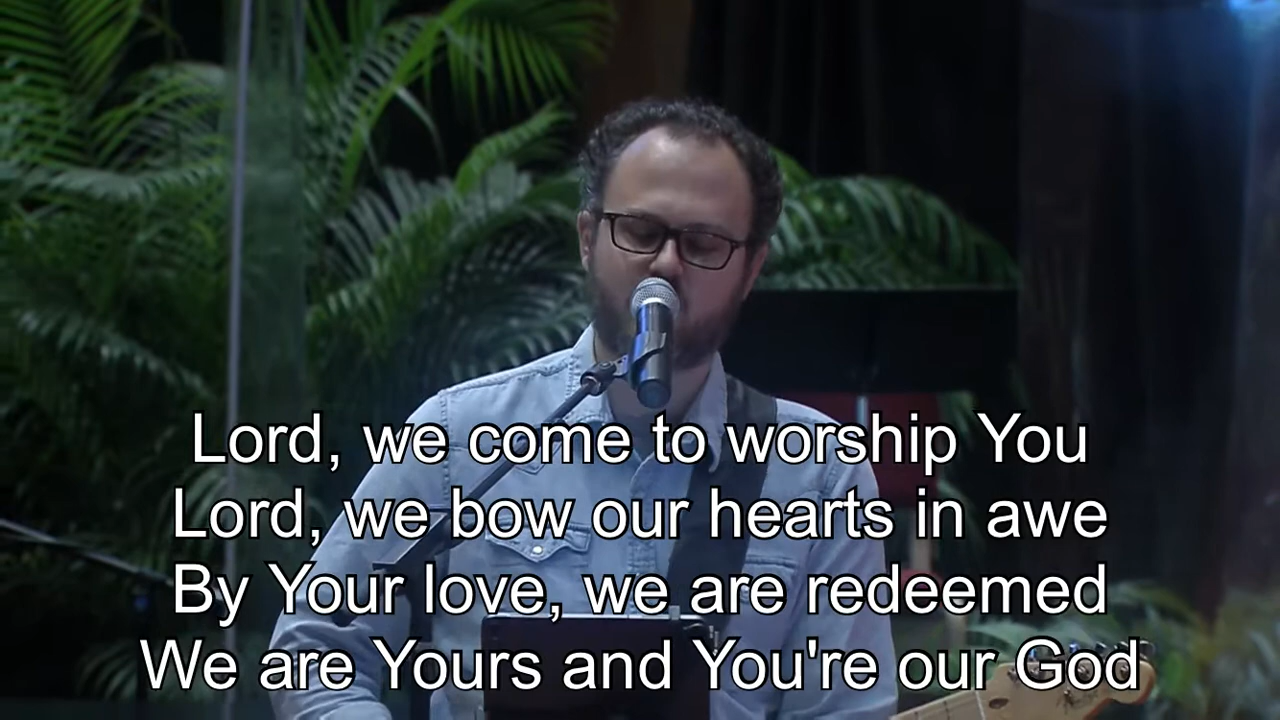 Lord, we come to worship You
Lord, we bow our hearts in awe
By Your love, we are redeemed
We are Yours and You're our God